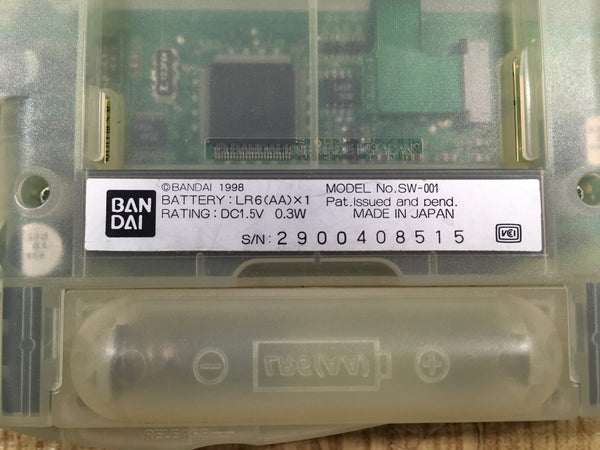 BAN
DAI
©BANDAI 1998
BATTERY:LR6(AA)×1
RATING:DC1.5V 0.3W
MODEL No.SW-001
Pat.Issued and pend.
MADE IN JAPAN
S/N: 2900408515
VCI
LR6(AA)
RELEASE